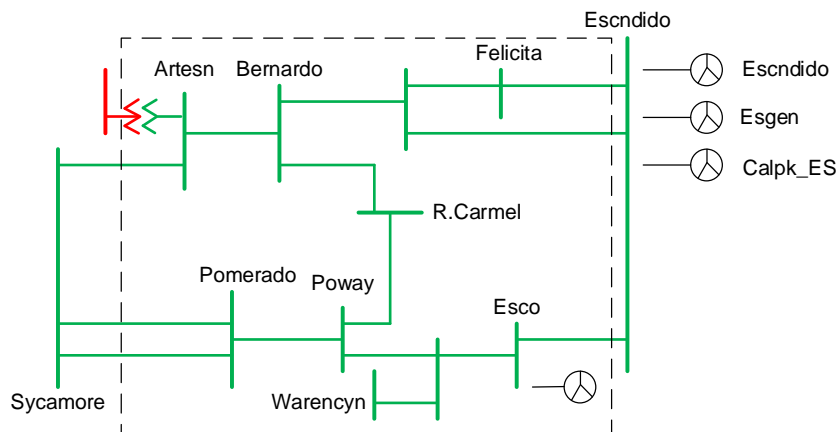 Escndido
Felicita
Artesn
Bernardo
Escndido
Esgen
Calpk_ES
R.Carmel
Pomerado
Poway
Esco
Sycamore
Warencyn